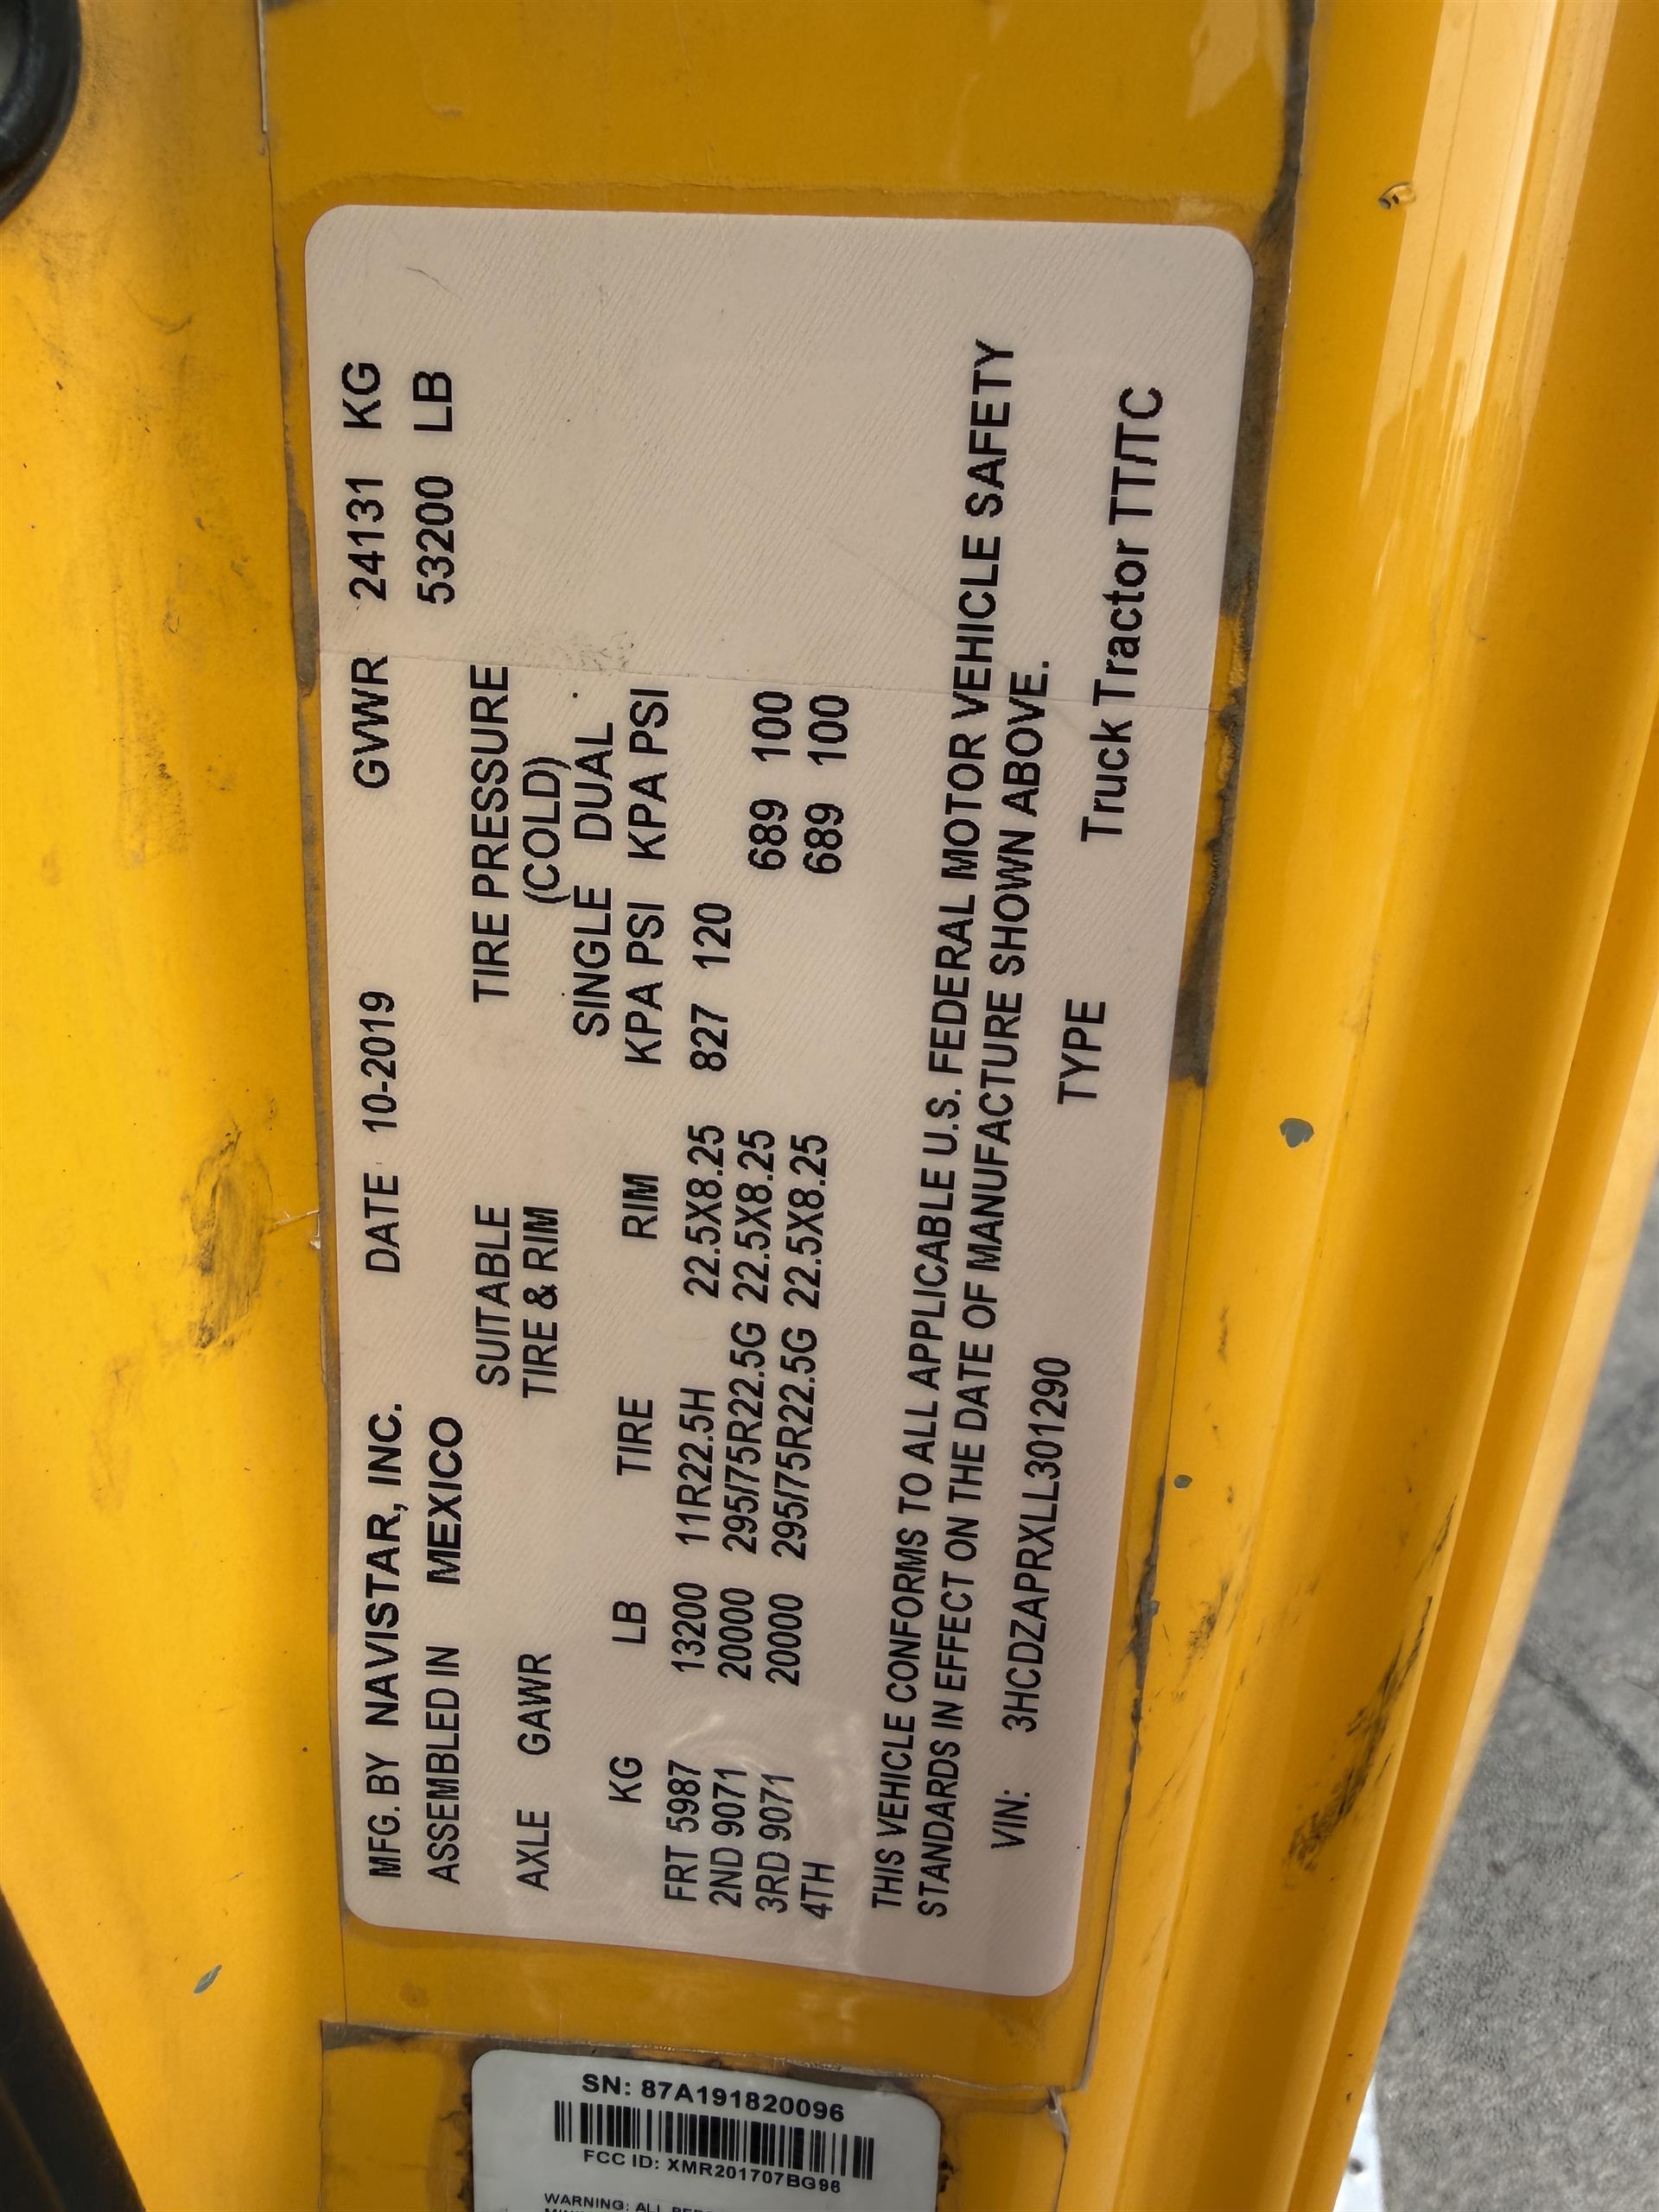 MFG. BY NAVISTAR, INC. DATE 10-2019 GVWR 24131 KG
ASSEMBLED IN MEXICO 53200 LB
SUITABLE TIRE PRESSURE
AXLE GAWR TIRE & RIM (COLD)
SINGLE DUAL
KG LB TIRE RIM KPA PSI KPA PSI
FRT 5987 13200 11R22.5H 22.5X8.25 827 120
2ND 9071 20000 295/75R22.5G 22.5X8.25 689 100
3RD 9071 20000 295/75R22.5G 22.5X8.25 689 100
4TH
THIS VEHICLE CONFORMS TO ALL APPLICABLE U.S. FEDERAL MOTOR VEHICLE SAFETY
STANDARDS IN EFFECT ON THE DATE OF MANUFACTURE SHOWN ABOVE.
VIN: 3HCDZAPRXLL301290 TYPE Truck Tractor TT/TC
SN: 87A191820096
FCC ID: XMR201707BG96
WARNING: ALL